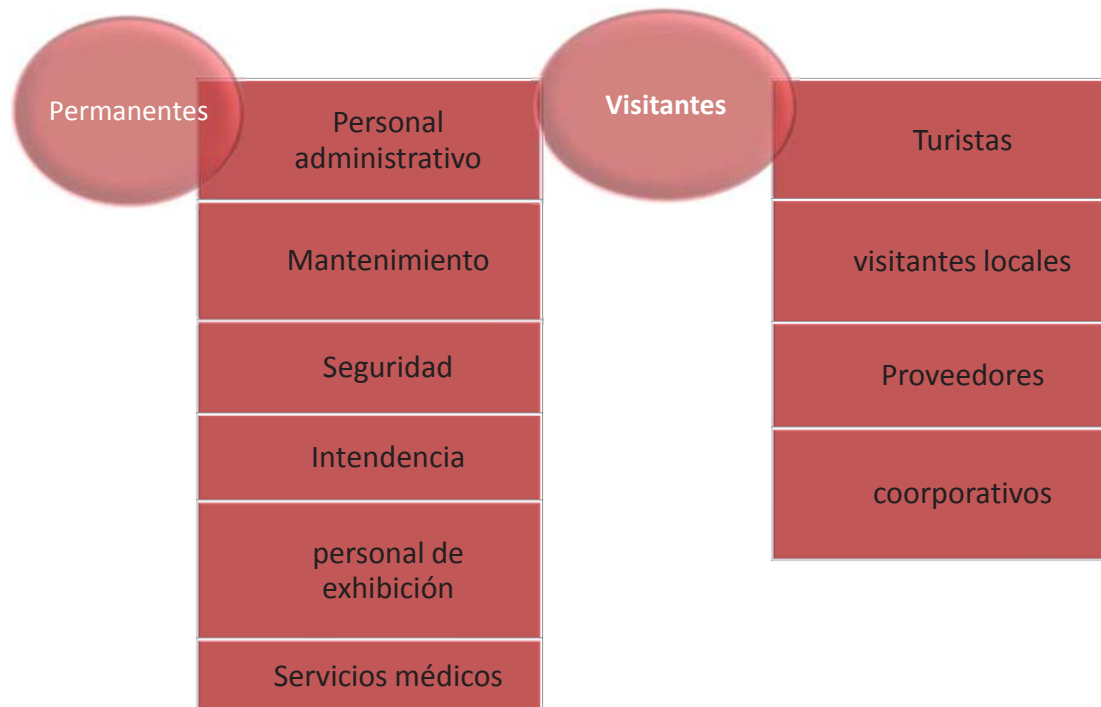 Permanentes
Personal
administrativo
Mantenimiento
Seguridad
Intendencia
personal de
exhibición
Servicios médicos
Visitantes
Turistas
visitantes locales
Proveedores
coorporativos